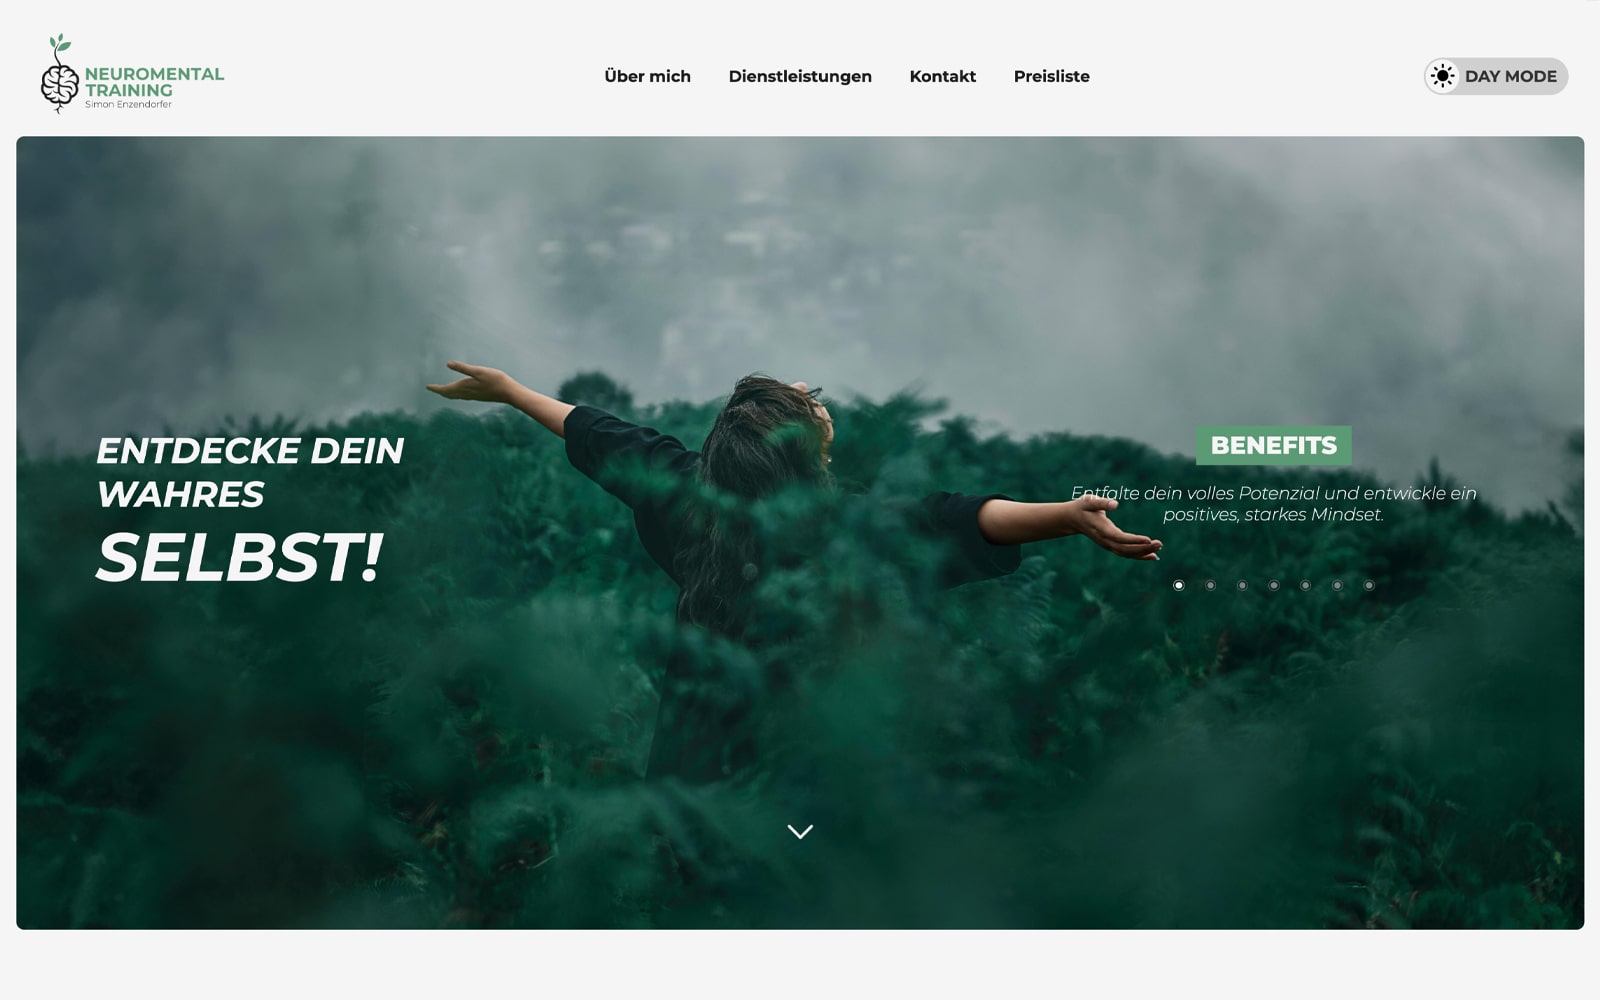 NEUROMENTAL
TRAINING
Simon Enzendorfer
Über mich
Dienstleistungen
Kontakt
Preisliste
DAY MODE
ENTDECKE DEIN
WAHRES
SELBST!
BENEFITS
Entfalte dein volles Potenzial und entwickle ein
positives, starkes Mindset.